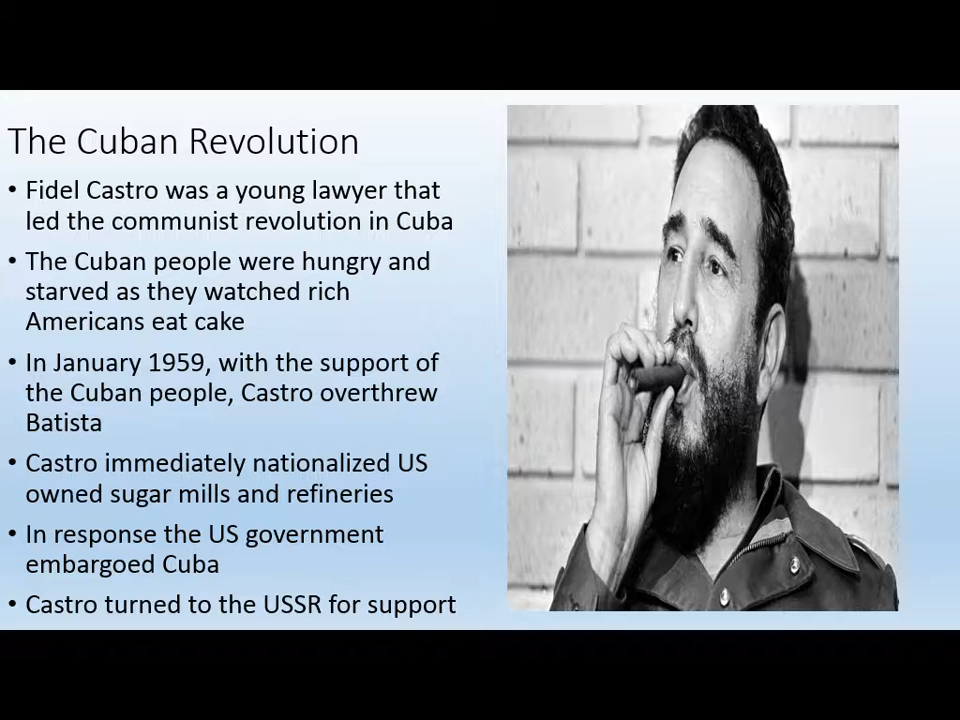 The Cuban Revolution
• Fidel Castro was a young lawyer that
led the communist revolution in Cuba
• The Cuban people were hungry and
starved as they watched rich
Americans eat cake
• In January 1959, with the support of
the Cuban people, Castro overthrew
Batista
• Castro immediately nationalized US
owned sugar mills and refineries
• In response the US government
embargoed Cuba
• Castro turned to the USSR for support